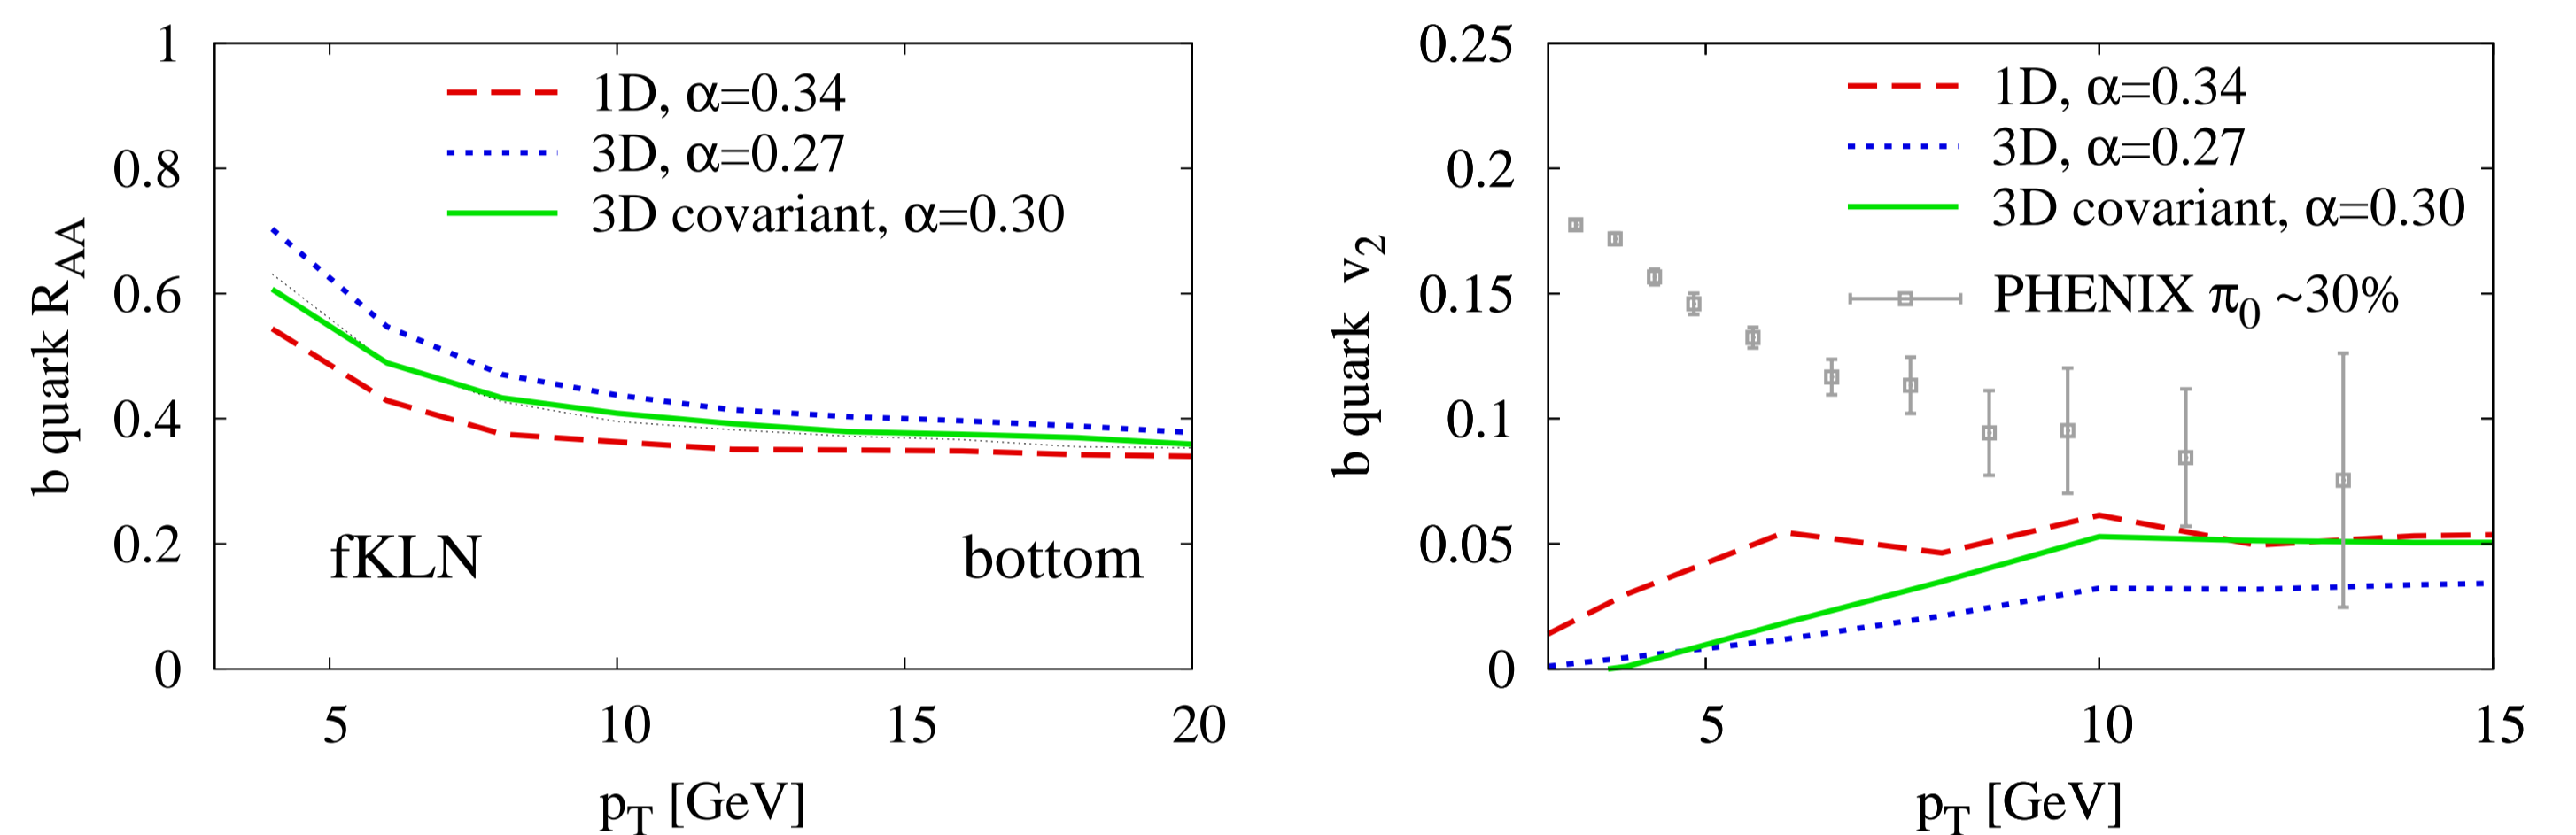 1
0.8
0.6
0.4
0.2
0
b quark R_AA
1D, α=0.34
3D, α=0.27
3D covariant, α=0.30
fKLN
bottom
5 10 15 20
p_T [GeV]
0.25
0.2
0.15
0.1
0.05
0
b quark v_2
1D, α=0.34
3D, α=0.27
3D covariant, α=0.30
PHENIX π_0 ~30%
5 10 15
p_T [GeV]